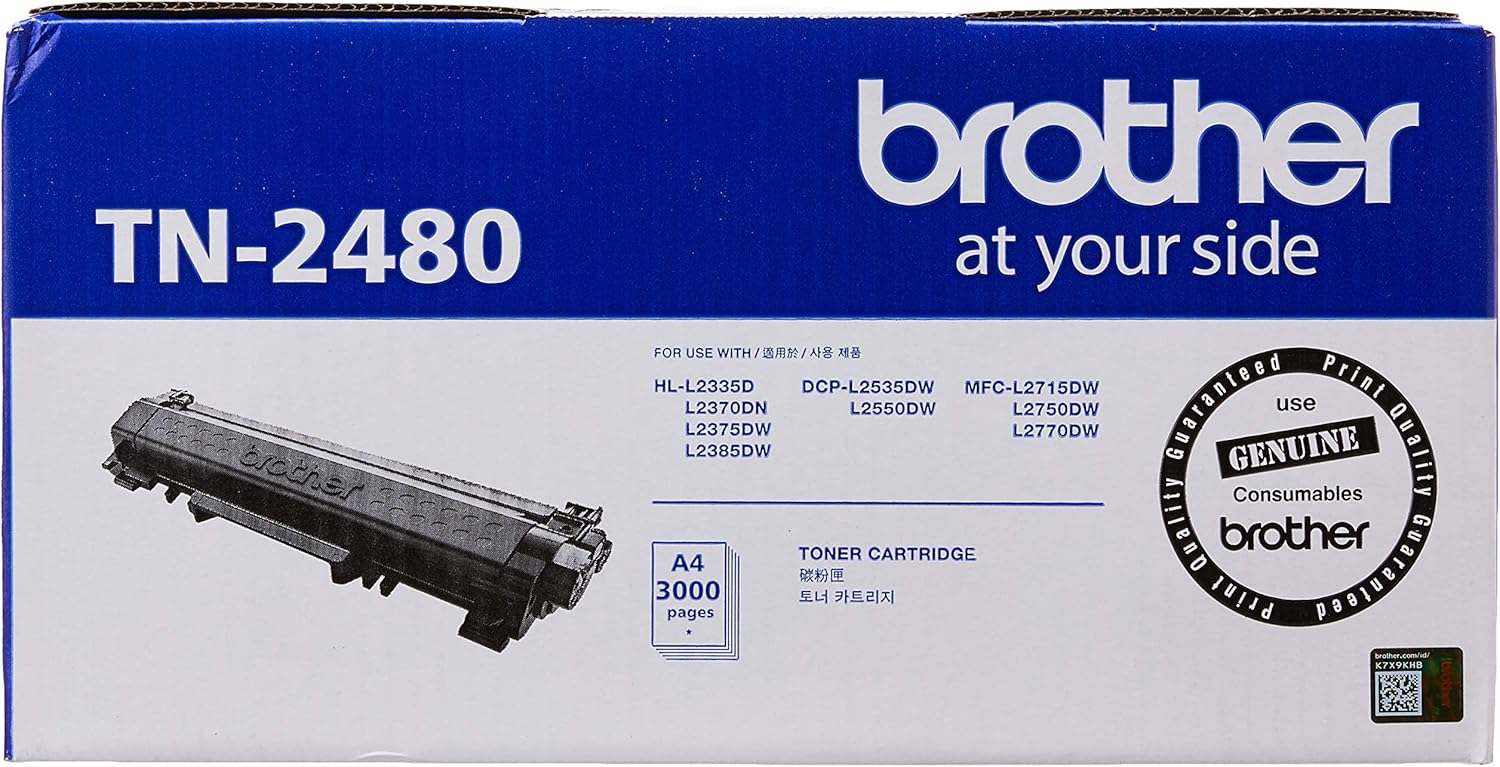 brother
at your side
TN-2480
FOR USE WITH / 適用於 / 사용 제품
HL-L2335D
L2370DN
L2375DW
L2385DW
DCP-L2535DW
L2550DW
MFC-L2715DW
L2750DW
L2770DW
brother
A4
3000
pages
*
TONER CARTRIDGE
碳粉匣
토너 카트리지
Print Quality Guaranteed
Print Quality Guaranteed
use
GENUINE
Consumables
brother
brother.com/id/
K7X9KHB
brother